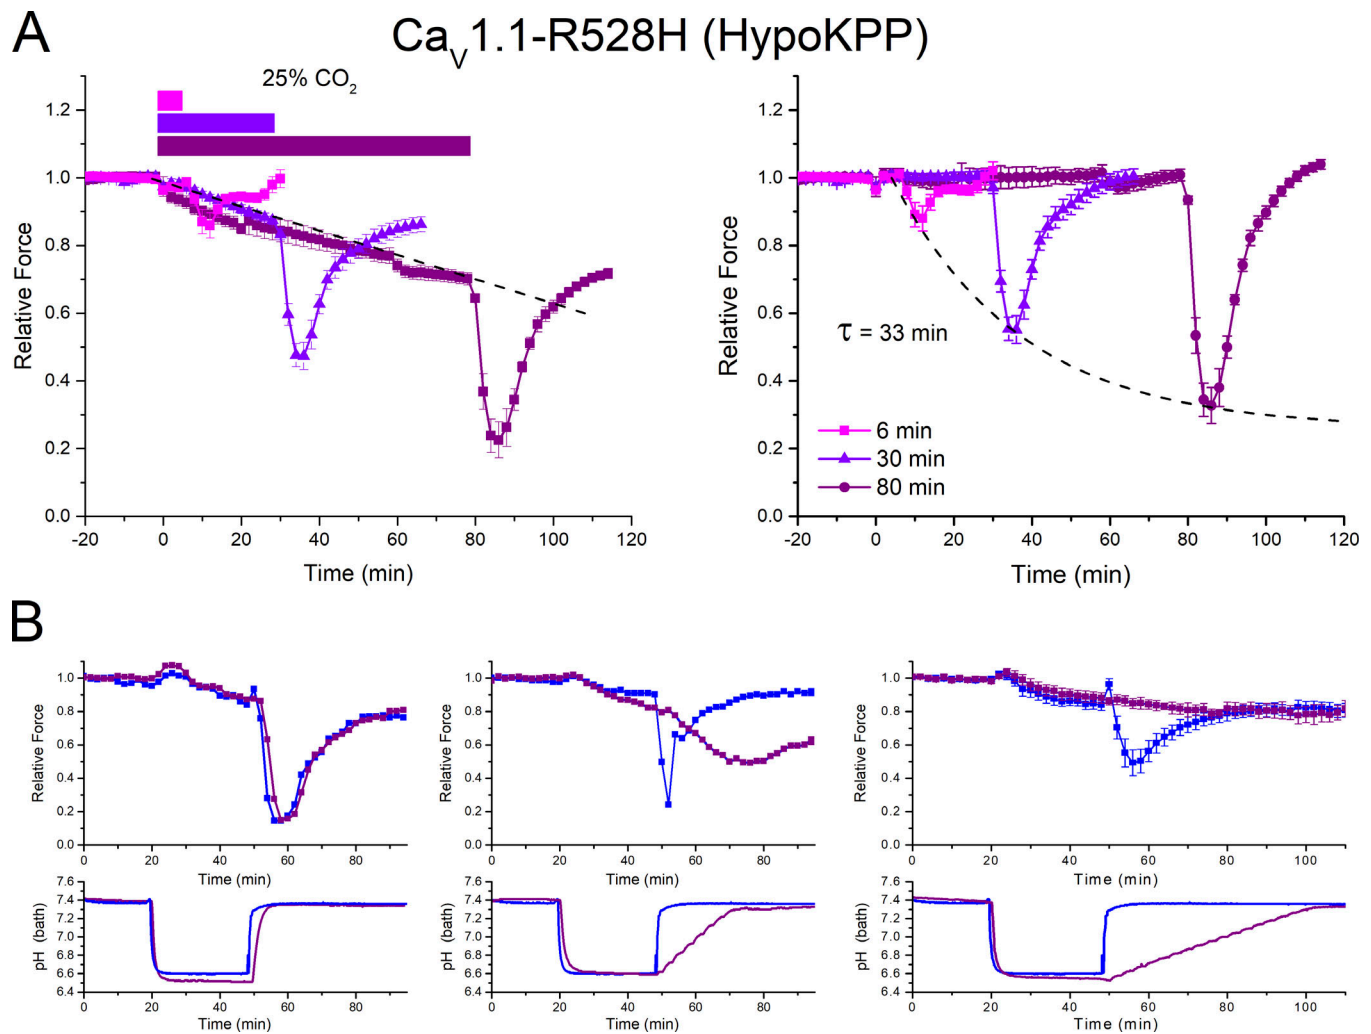 A
Ca_V1.1-R528H (HypoKPP)
25% CO2
1.2
1.0
0.8
0.6
0.4
0.2
0.0
-20 0 20 40 60 80 100 120
Relative Force
Time (min)
1.2
1.0
0.8
0.6
0.4
0.2
0.0
-20 0 20 40 60 80 100 120
Relative Force
Time (min)
τ = 33 min
6 min
30 min
80 min
B
1.0
0.8
0.6
0.4
0.2
0.0
0 20 40 60 80
Relative Force
Time (min)
7.6
7.4
7.2
7.0
6.8
6.6
6.4
0 20 40 60 80
pH (bath)
Time (min)
1.0
0.8
0.6
0.4
0.2
0.0
0 20 40 60 80
Relative Force
Time (min)
7.6
7.4
7.2
7.0
6.8
6.6
6.4
0 20 40 60 80
pH (bath)
Time (min)
1.0
0.8
0.6
0.4
0.2
0.0
0 20 40 60 80 100
Relative Force
Time (min)
7.6
7.4
7.2
7.0
6.8
6.6
6.4
0 20 40 60 80 100
pH (bath)
Time (min)